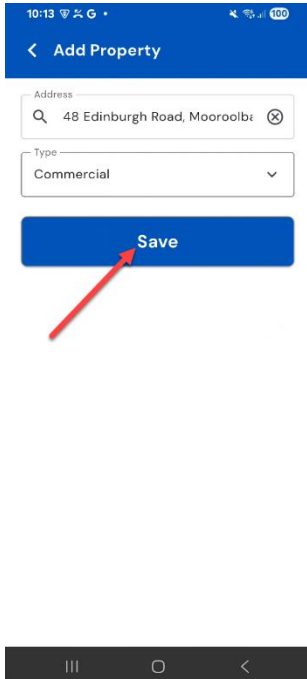 10:13 G
100
Add Property
Address
48 Edinburgh Road, Mooroolba
Type
Commercial
Save